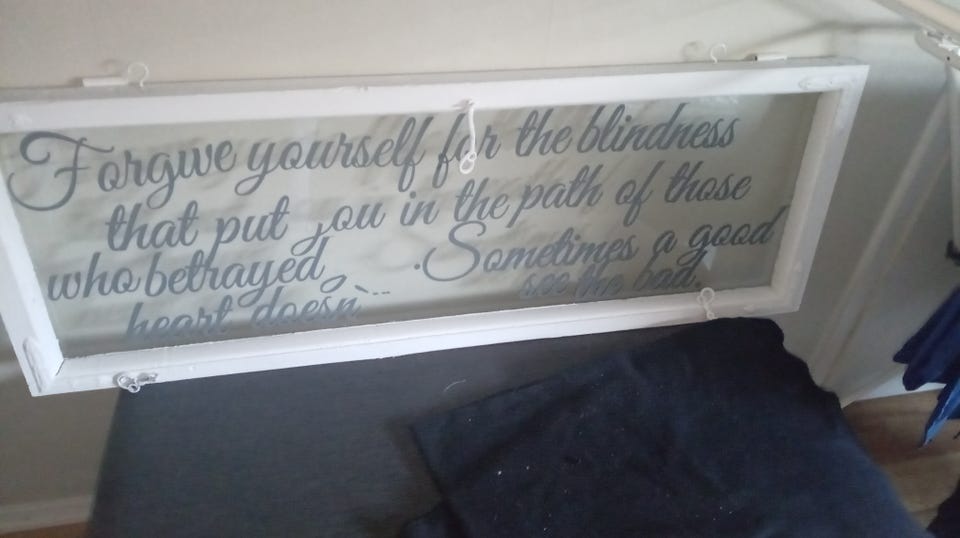 Forgive yourself for the blindness
that put you in the path of those
who betrayed . Sometimes a good
heart doesn see the bad.